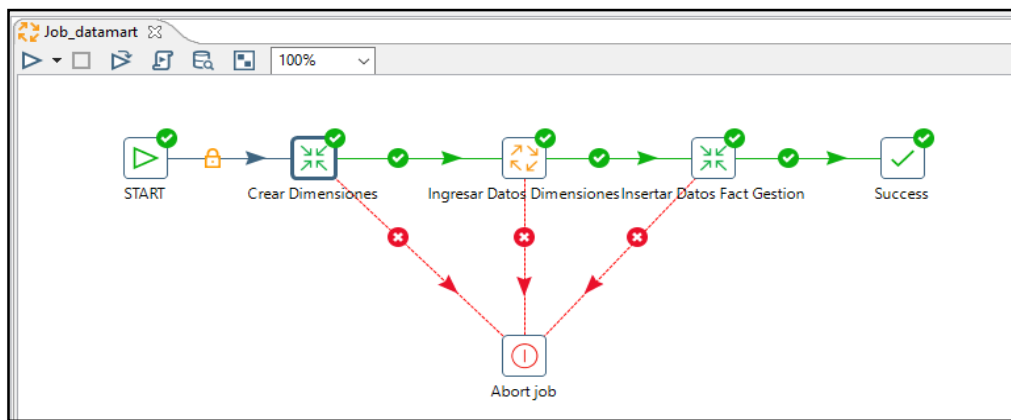 Job_datamart
100%
START
Crear Dimensiones
Ingresar Datos Dimensiones
Insertar Datos Fact Gestion
Success
Abort job